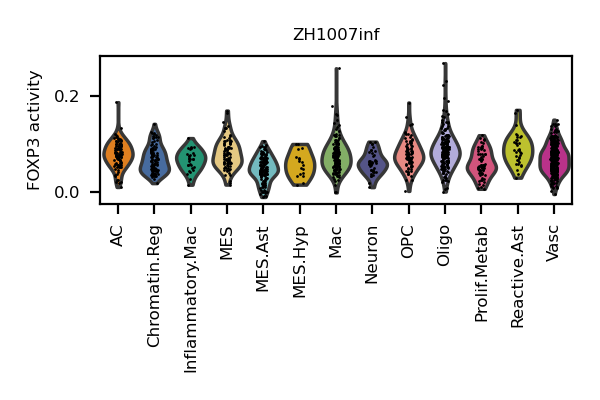 ZH1007inf
FOXP3 activity
0.2
0.0
AC
Chromatin.Reg
Inflammatory.Mac
MES
MES.Ast
MES.Hyp
Mac
Neuron
OPC
Oligo
Prolif.Metab
Reactive.Ast
Vasc